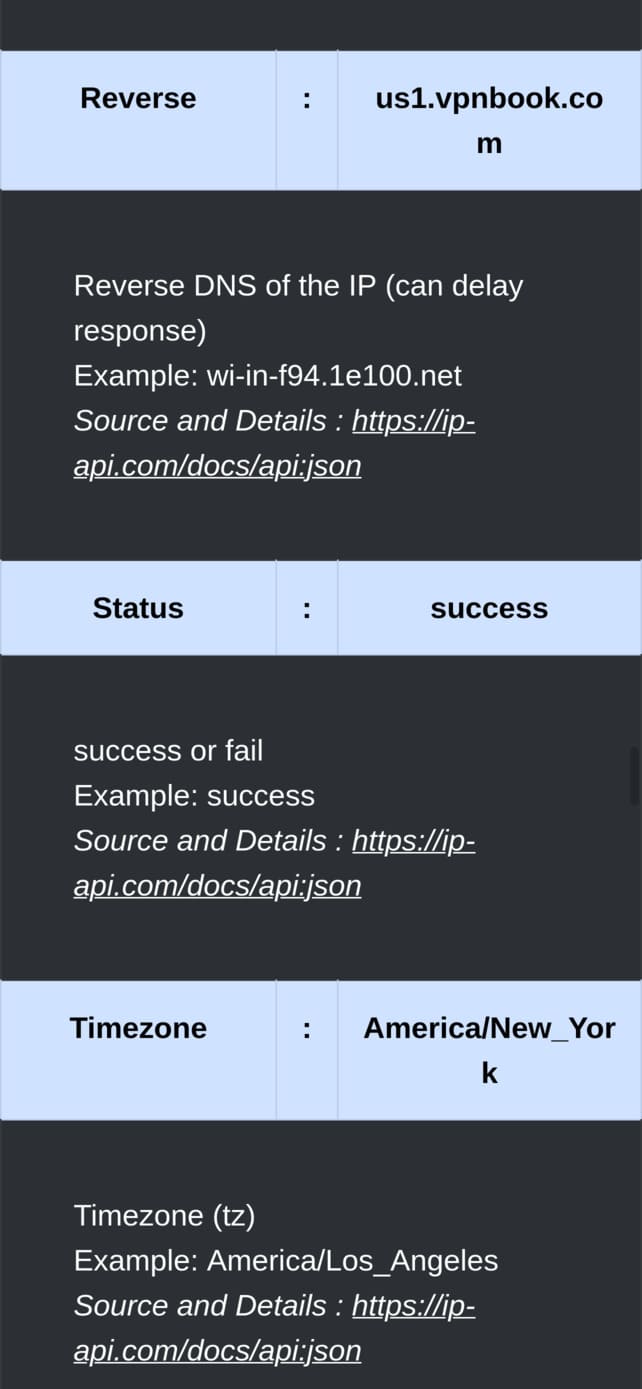 Reverse : us1.vpnbook.co
m
Reverse DNS of the IP (can delay
response)
Example: wi-in-f94.1e100.net
Source and Details : https://ip-
api.com/docs/api:json
Status : success
success or fail
Example: success
Source and Details : https://ip-
api.com/docs/api:json
Timezone : America/New_Yor
k
Timezone (tz)
Example: America/Los_Angeles
Source and Details : https://ip-
api.com/docs/api:json